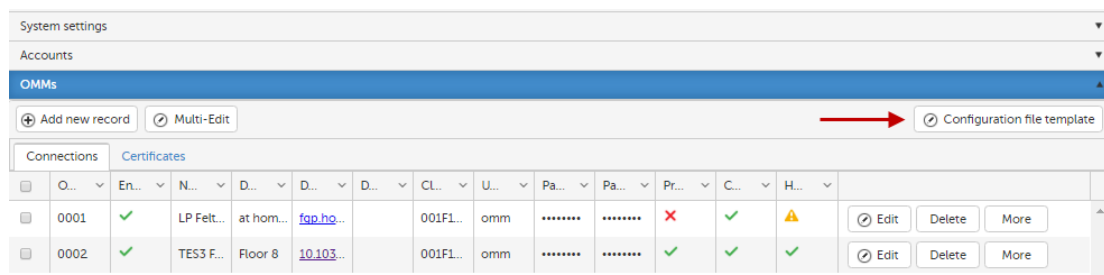 System settings
Accounts
OMMs
Add new record Multi-Edit Configuration file template
Connections Certificates
O... En... N... D... D... D... CL... U... Pa... Pa... Pr... C... H...
0001 LP Felt... at hom... fqp.ho... 001F1... omm •••••••• •••••••• Edit Delete More
0002 TES3 F... Floor 8 10.103... 001F1... omm •••••••• •••••••• Edit Delete More